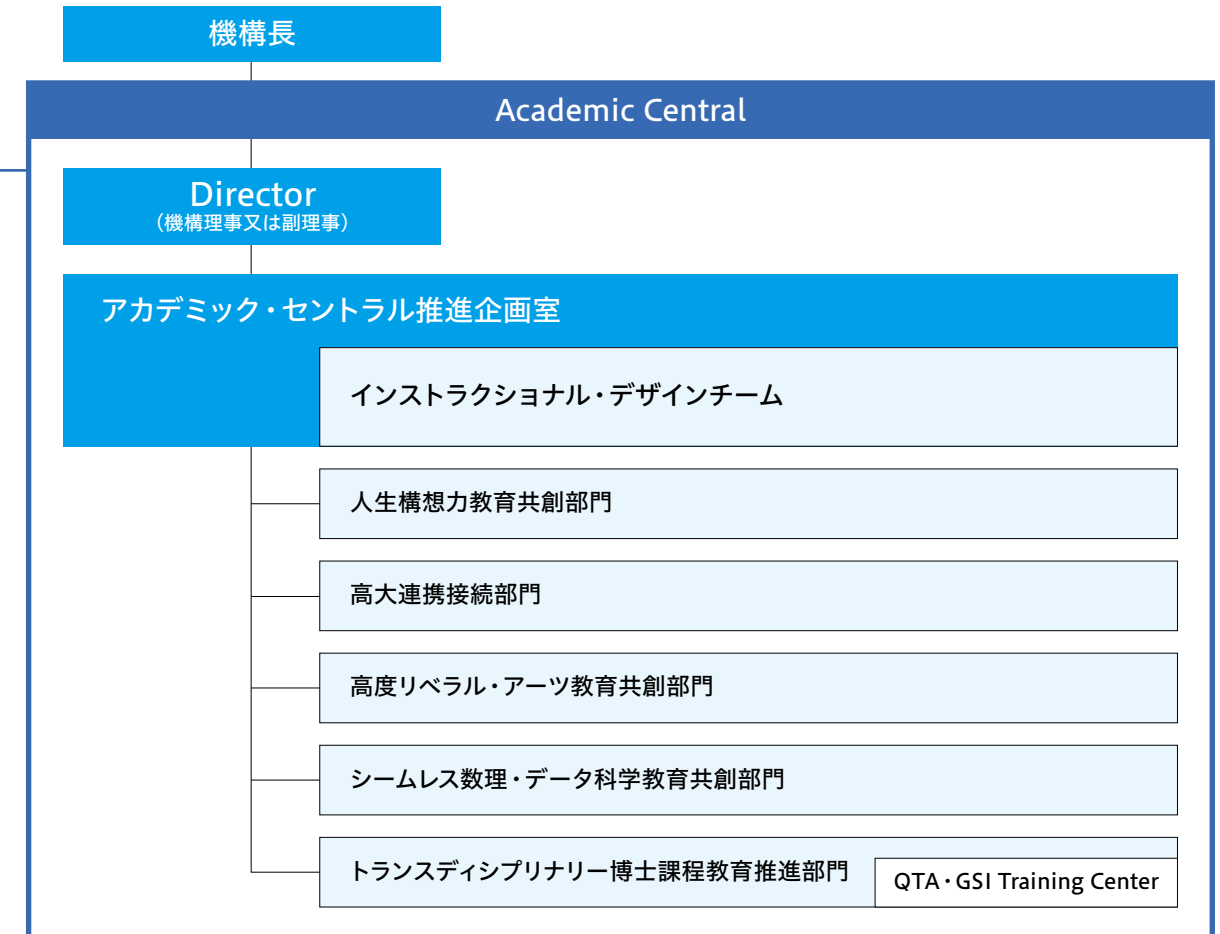 機構長
Academic Central
Director
（機構理事又は副理事）
アカデミック・セントラル推進企画室
インストラクショナル・デザインチーム
人生構想力教育共創部門
高大連携接続部門
高度リベラル・アーツ教育共創部門
シームレス数理・データ科学教育共創部門
トランスディシプリナリー博士課程教育推進部門
QTA・GSI Training Center